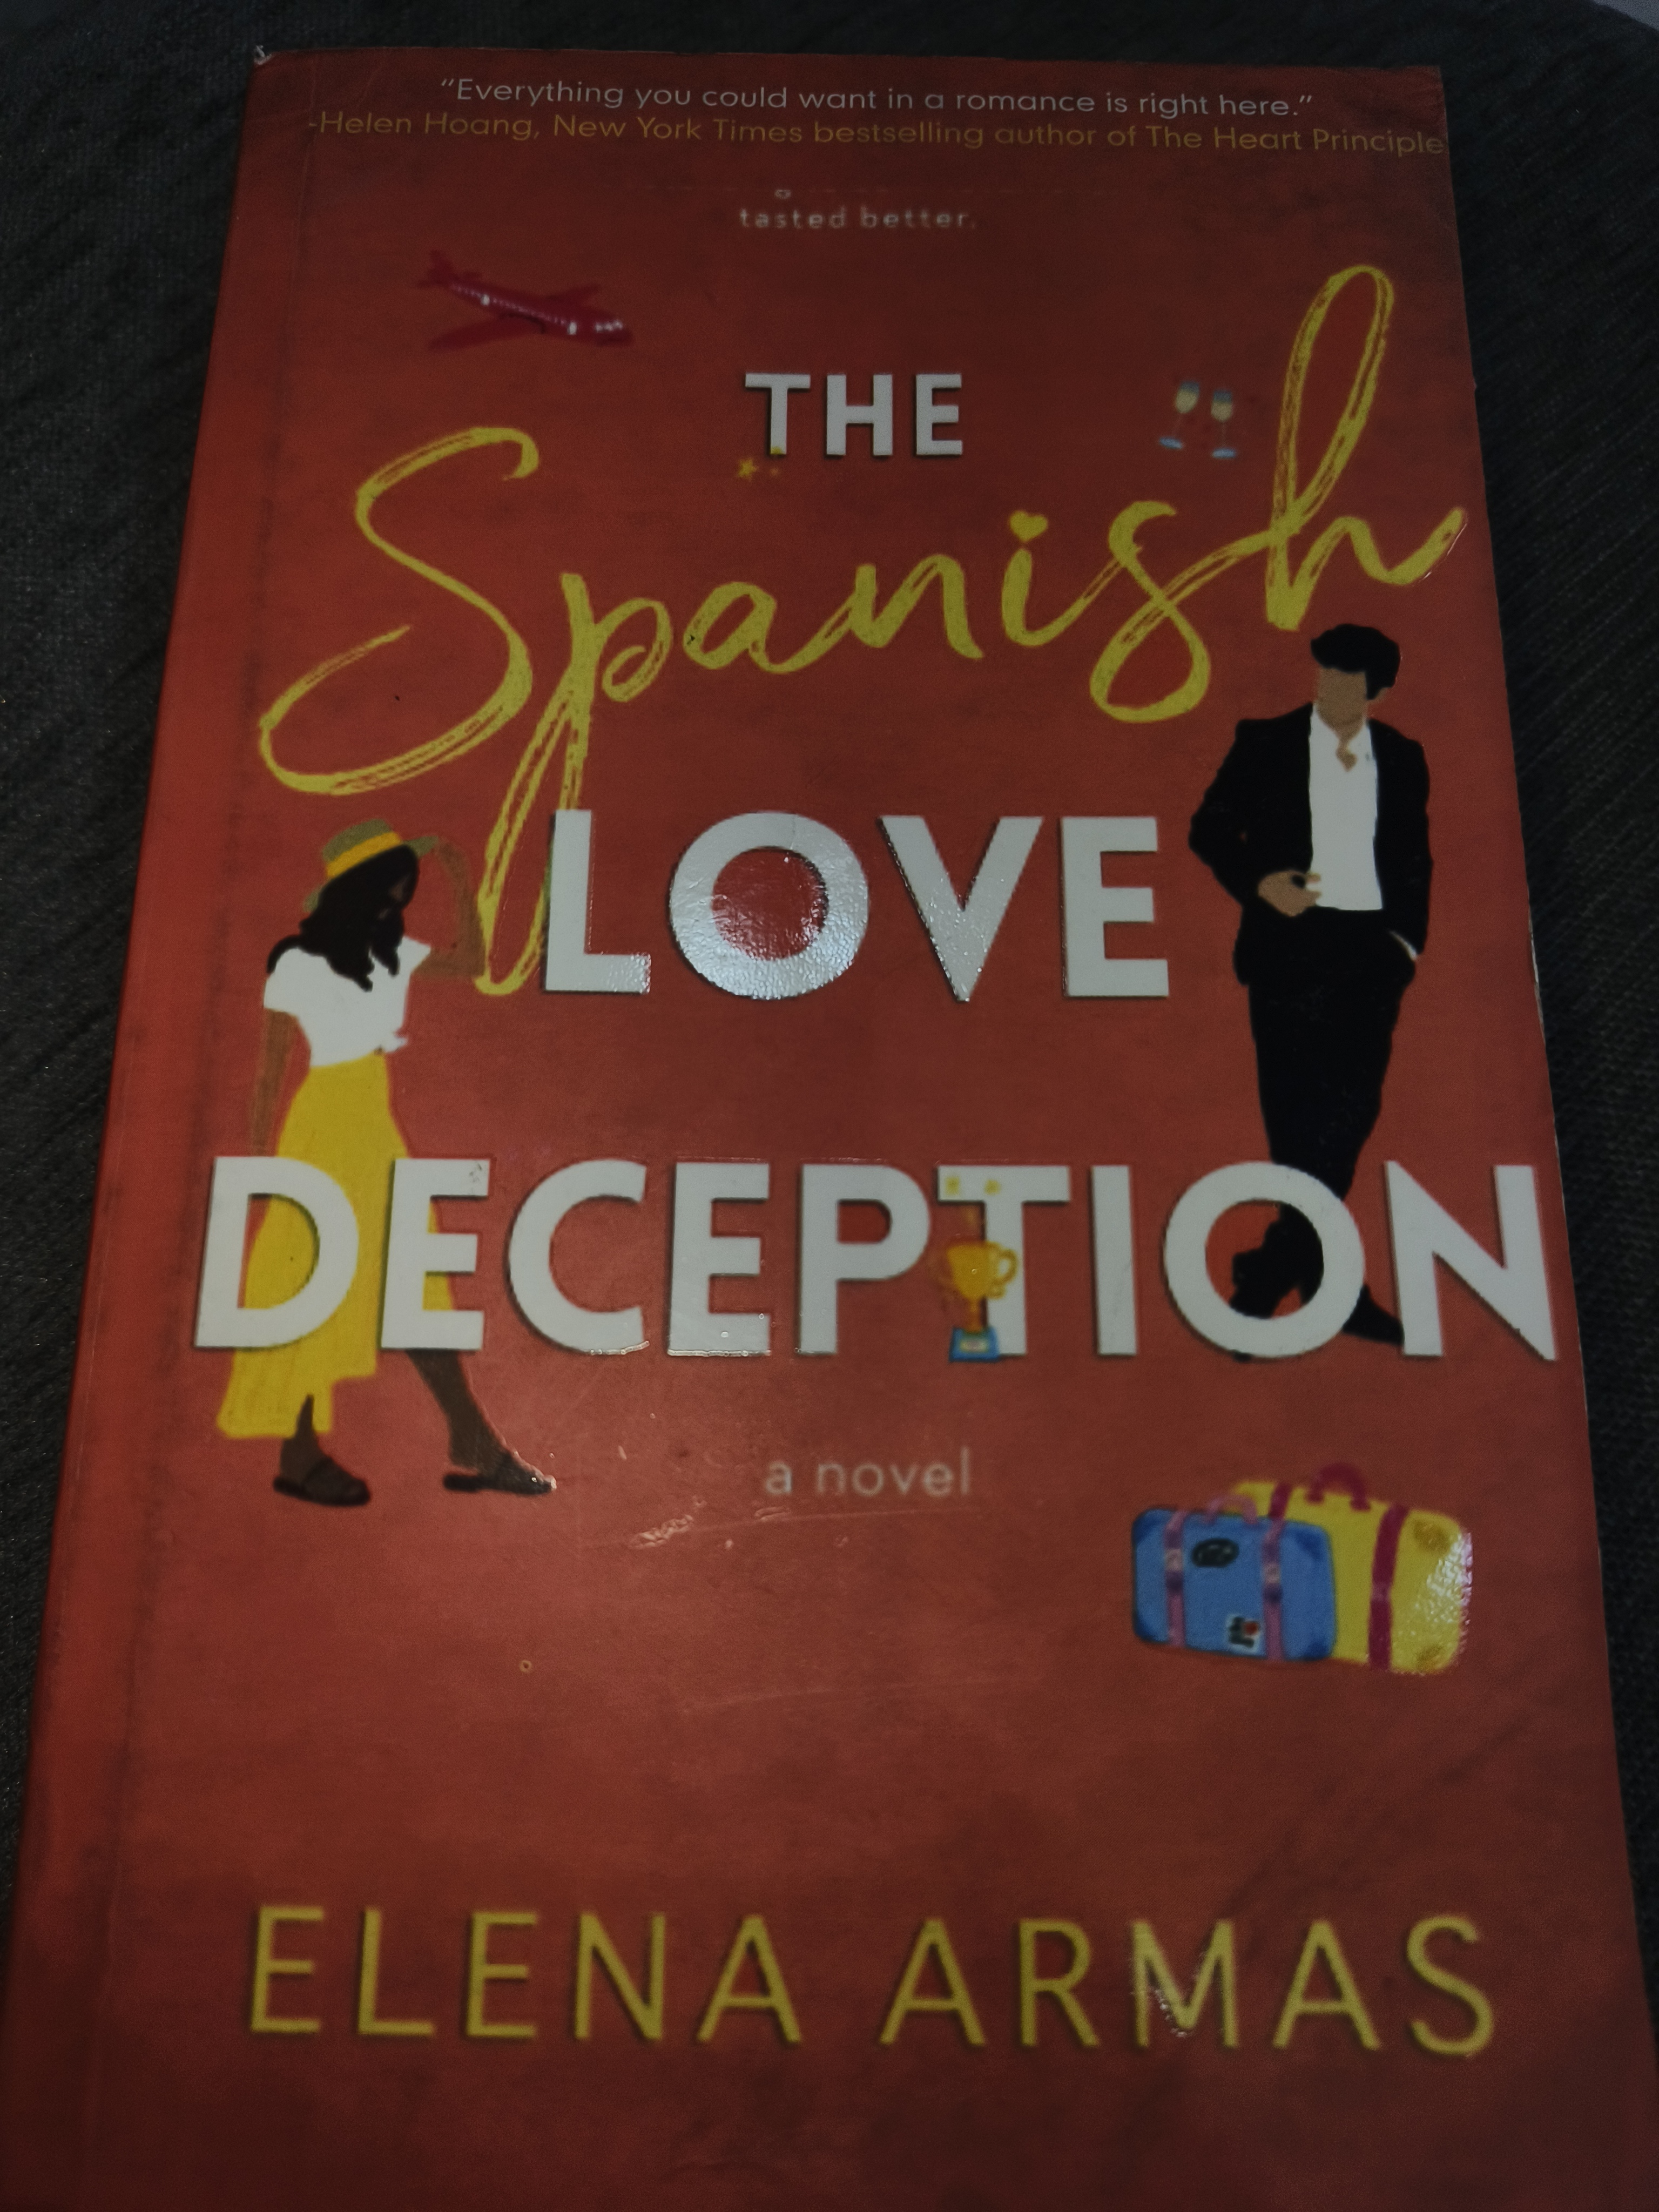 “Everything you could want in a romance is right here.”
-Helen Hoang, New York Times bestselling author of The Heart Principle
tasted better.
THE
Spanish
LOVE
DECEPTION
a novel
ELENA ARMAS